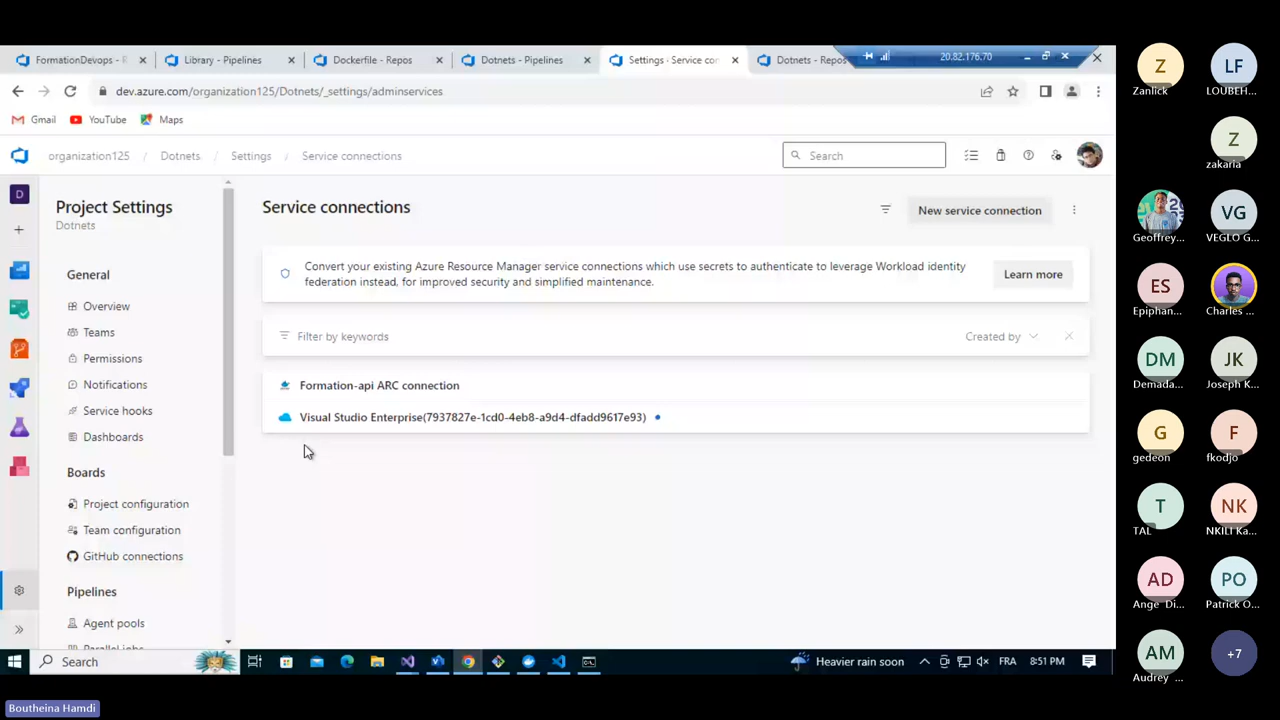 FormationDevops - R
Library - Pipelines
Dockerfile - Repos
Dotnets - Pipelines
Settings · Service con
Dotnets - Repos
20.82.176.70
dev.azure.com/organization125/Dotnets/_settings/adminservices
Gmail
YouTube
Maps
organization125 / Dotnets / Settings / Service connections
Search
D
Project Settings
Dotnets
General
Overview
Teams
Permissions
Notifications
Service hooks
Dashboards
Boards
Project configuration
Team configuration
GitHub connections
Pipelines
Agent pools
Parallel jobs
Service connections
New service connection
Convert your existing Azure Resource Manager service connections which use secrets to authenticate to leverage Workload identity
federation instead, for improved security and simplified maintenance.
Learn more
Filter by keywords
Created by
Formation-api ARC connection
Visual Studio Enterprise(7937827e-1cd0-4eb8-a9d4-dfadd9617e93)
Search
Heavier rain soon
FRA
8:51 PM
Z
Zanlick
LF
LOUBEH...
Z
zakaria
Geoffrey...
VG
VEGLO G...
ES
Epiphan...
Charles ...
DM
Demada...
JK
Joseph K...
G
gedeon
F
fkodjo
T
TAL
NK
NKILI Ka...
AD
Ange Di...
PO
Patrick O...
AM
Audrey ...
+7
Boutheina Hamdi